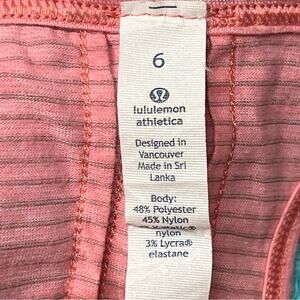 6
lululemon
athletica
Designed in
Vancouver
Made in Sri
Lanka
Body:
48% Polyester
45% Nylon
nylon
3% Lycra®
elastane